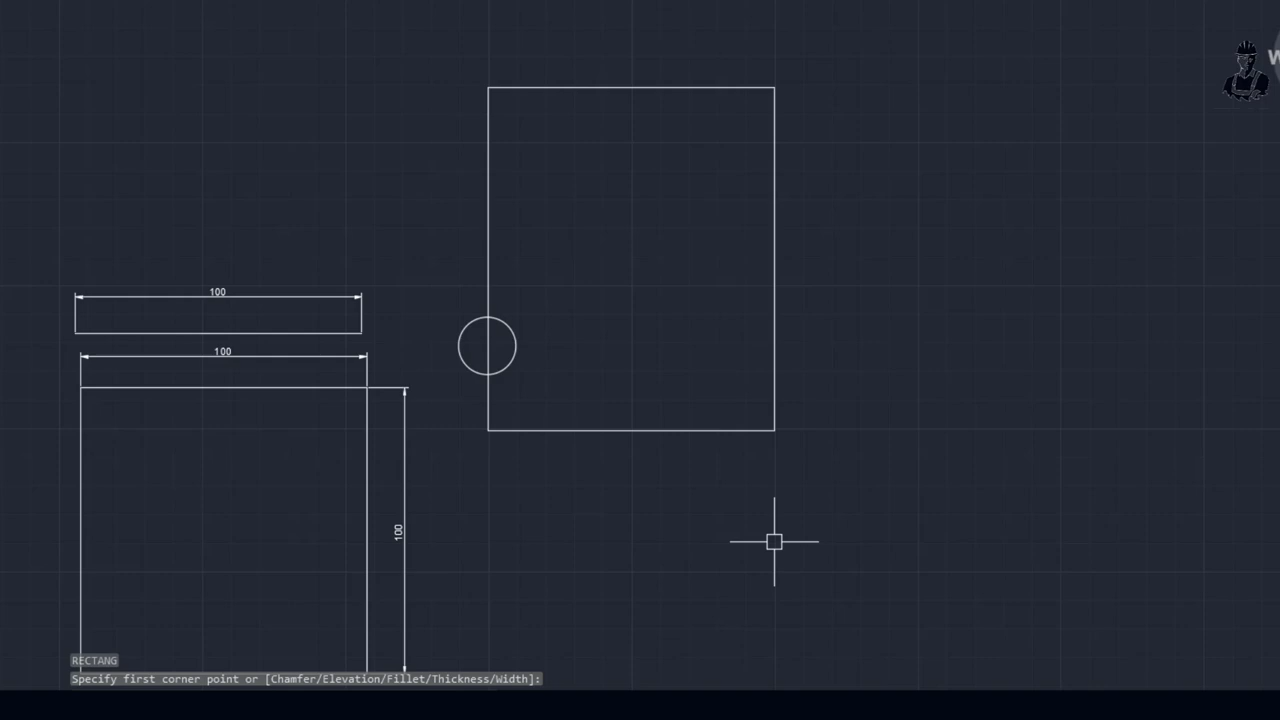 W
100
100
100
RECTANG
Specify first corner point or [Chamfer/Elevation/Fillet/Thickness/Width]: